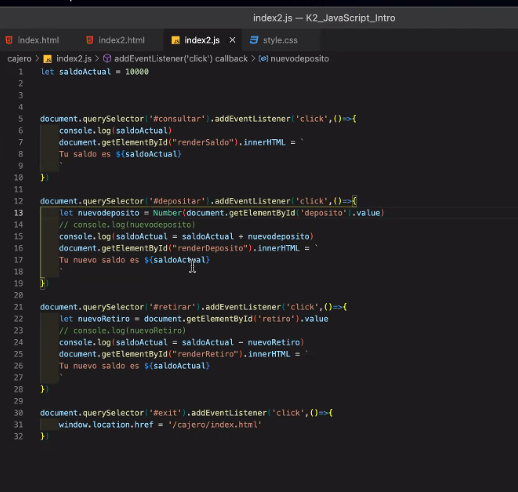 index2.js — K2_JavaScript_Intro
index.html index2.html index2.js × style.css
cajero > index2.js > addEventListener('click') callback > nuevodeposito
1 let saldoActual = 10000
2
3
4
5 document.querySelector('#consultar').addEventListener('click',()=>{
6 console.log(saldoActual)
7 document.getElementById("renderSaldo").innerHTML = `
8 Tu saldo es ${saldoActual}
9 `
10 })
11
12 document.querySelector('#depositar').addEventListener('click',()=>{
13 let nuevodeposito = Number(document.getElementById('deposito').value)
14 // console.log(nuevodeposito)
15 console.log(saldoActual = saldoActual + nuevodeposito)
16 document.getElementById("renderDeposito").innerHTML = `
17 Tu nuevo saldo es ${saldoActual}
18 `
19 })
20
21 document.querySelector('#retirar').addEventListener('click',()=>{
22 let nuevoRetiro = document.getElementById('retiro').value
23 // console.log(nuevoRetiro)
24 console.log(saldoActual = saldoActual - nuevoRetiro)
25 document.getElementById("renderRetiro").innerHTML = `
26 Tu nuevo saldo es ${saldoActual}
27 `
28 })
29
30 document.querySelector('#exit').addEventListener('click',()=>{
31 window.location.href = '/cajero/index.html'
32 })